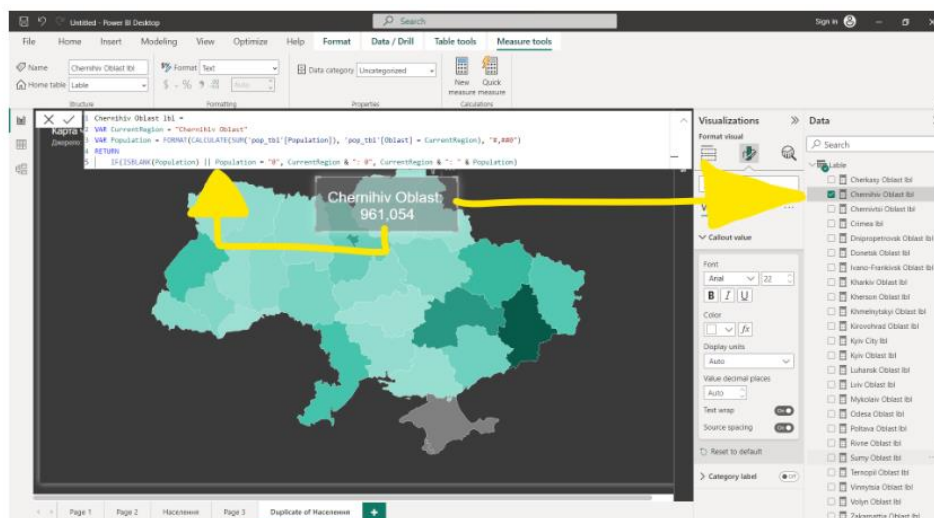 Untitled - Power BI Desktop
Search
Sign in
File Home Insert Modeling View Optimize Help Format Data / Drill Table tools Measure tools
Name Chernihiv Oblast lbl
Format Text
Data category Uncategorized
New measure
Quick measure
Home table Lable
$ % 9 Auto
Structure
Formatting
Properties
Calculations
Карта
Джерело:
1 Chernihiv Oblast lbl =
2 VAR CurrentRegion = "Chernihiv Oblast"
3 VAR Population = FORMAT(CALCULATE(SUM('pop_tbl'[Population]), 'pop_tbl'[Oblast] = CurrentRegion), "#,##0")
4 RETURN
5 IF(ISBLANK(Population) || Population = "0", CurrentRegion & ": 0", CurrentRegion & ": " & Population)
Chernihiv Oblast:
961,054
Visualizations
Format visual
Callout value
Font
Arial 22
B I U
Color
fx
Display units
Auto
Value decimal places
Auto
Text wrap On
Source spacing On
Reset to default
Category label Off
Data
Search
Lable
Cherkasy Oblast lbl
Chernihiv Oblast lbl
Chernivtsi Oblast lbl
Crimea lbl
Dnipropetrovsk Oblast lbl
Donetsk Oblast lbl
Ivano-Frankivsk Oblast lbl
Kharkiv Oblast lbl
Kherson Oblast lbl
Khmelnytskyi Oblast lbl
Kirovohrad Oblast lbl
Kyiv City lbl
Kyiv Oblast lbl
Luhansk Oblast lbl
Lviv Oblast lbl
Mykolaiv Oblast lbl
Odesa Oblast lbl
Poltava Oblast lbl
Rivne Oblast lbl
Sumy Oblast lbl
Ternopil Oblast lbl
Vinnytsia Oblast lbl
Volyn Oblast lbl
Zakarpattia Oblast lbl
Page 1 Page 2 Населення Page 3 Duplicate of Населення